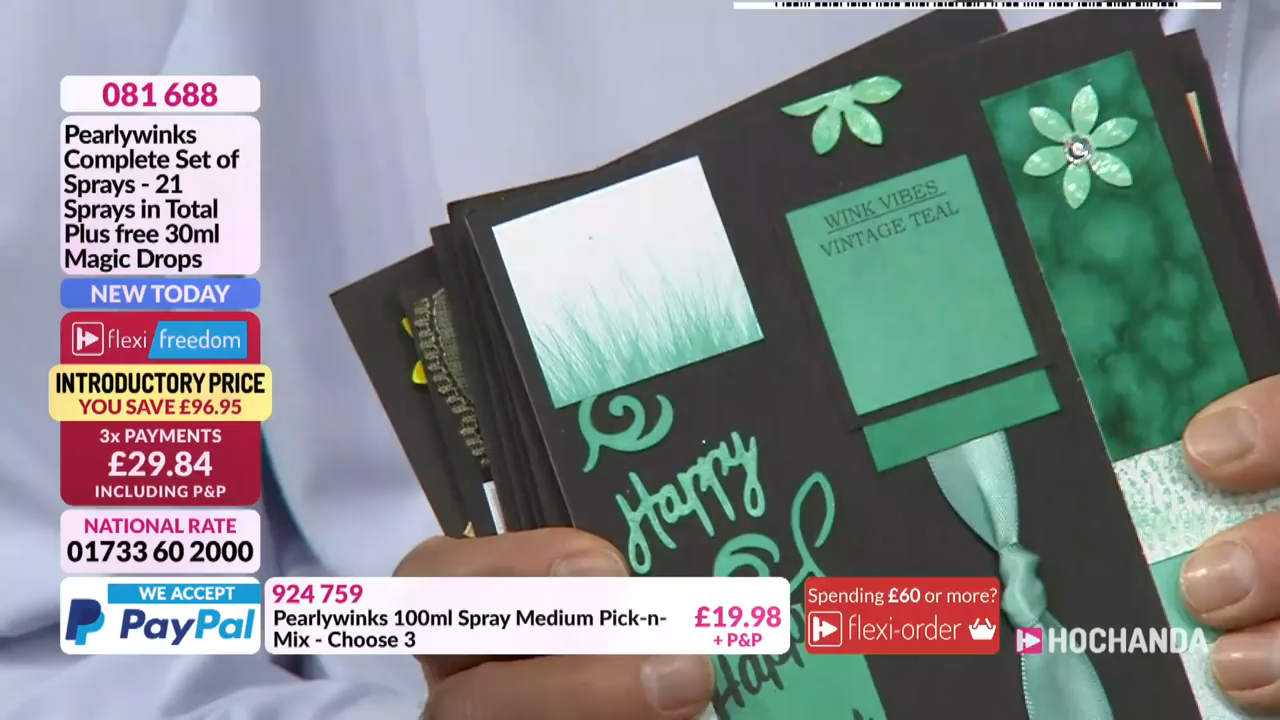 081 688
Pearlywinks
Complete Set of
Sprays - 21
Sprays in Total
Plus free 30ml
Magic Drops
NEW TODAY
flexi freedom
INTRODUCTORY PRICE
YOU SAVE £96.95
3x PAYMENTS
£29.84
INCLUDING P&P
NATIONAL RATE
01733 60 2000
WE ACCEPT
PayPal
924 759
Pearlywinks 100ml Spray Medium Pick-n-
Mix - Choose 3
£19.98
+ P&P
Spending £60 or more?
flexi-order
HOCHANDA
WINK VIBES
VINTAGE TEAL
Happy
Happy